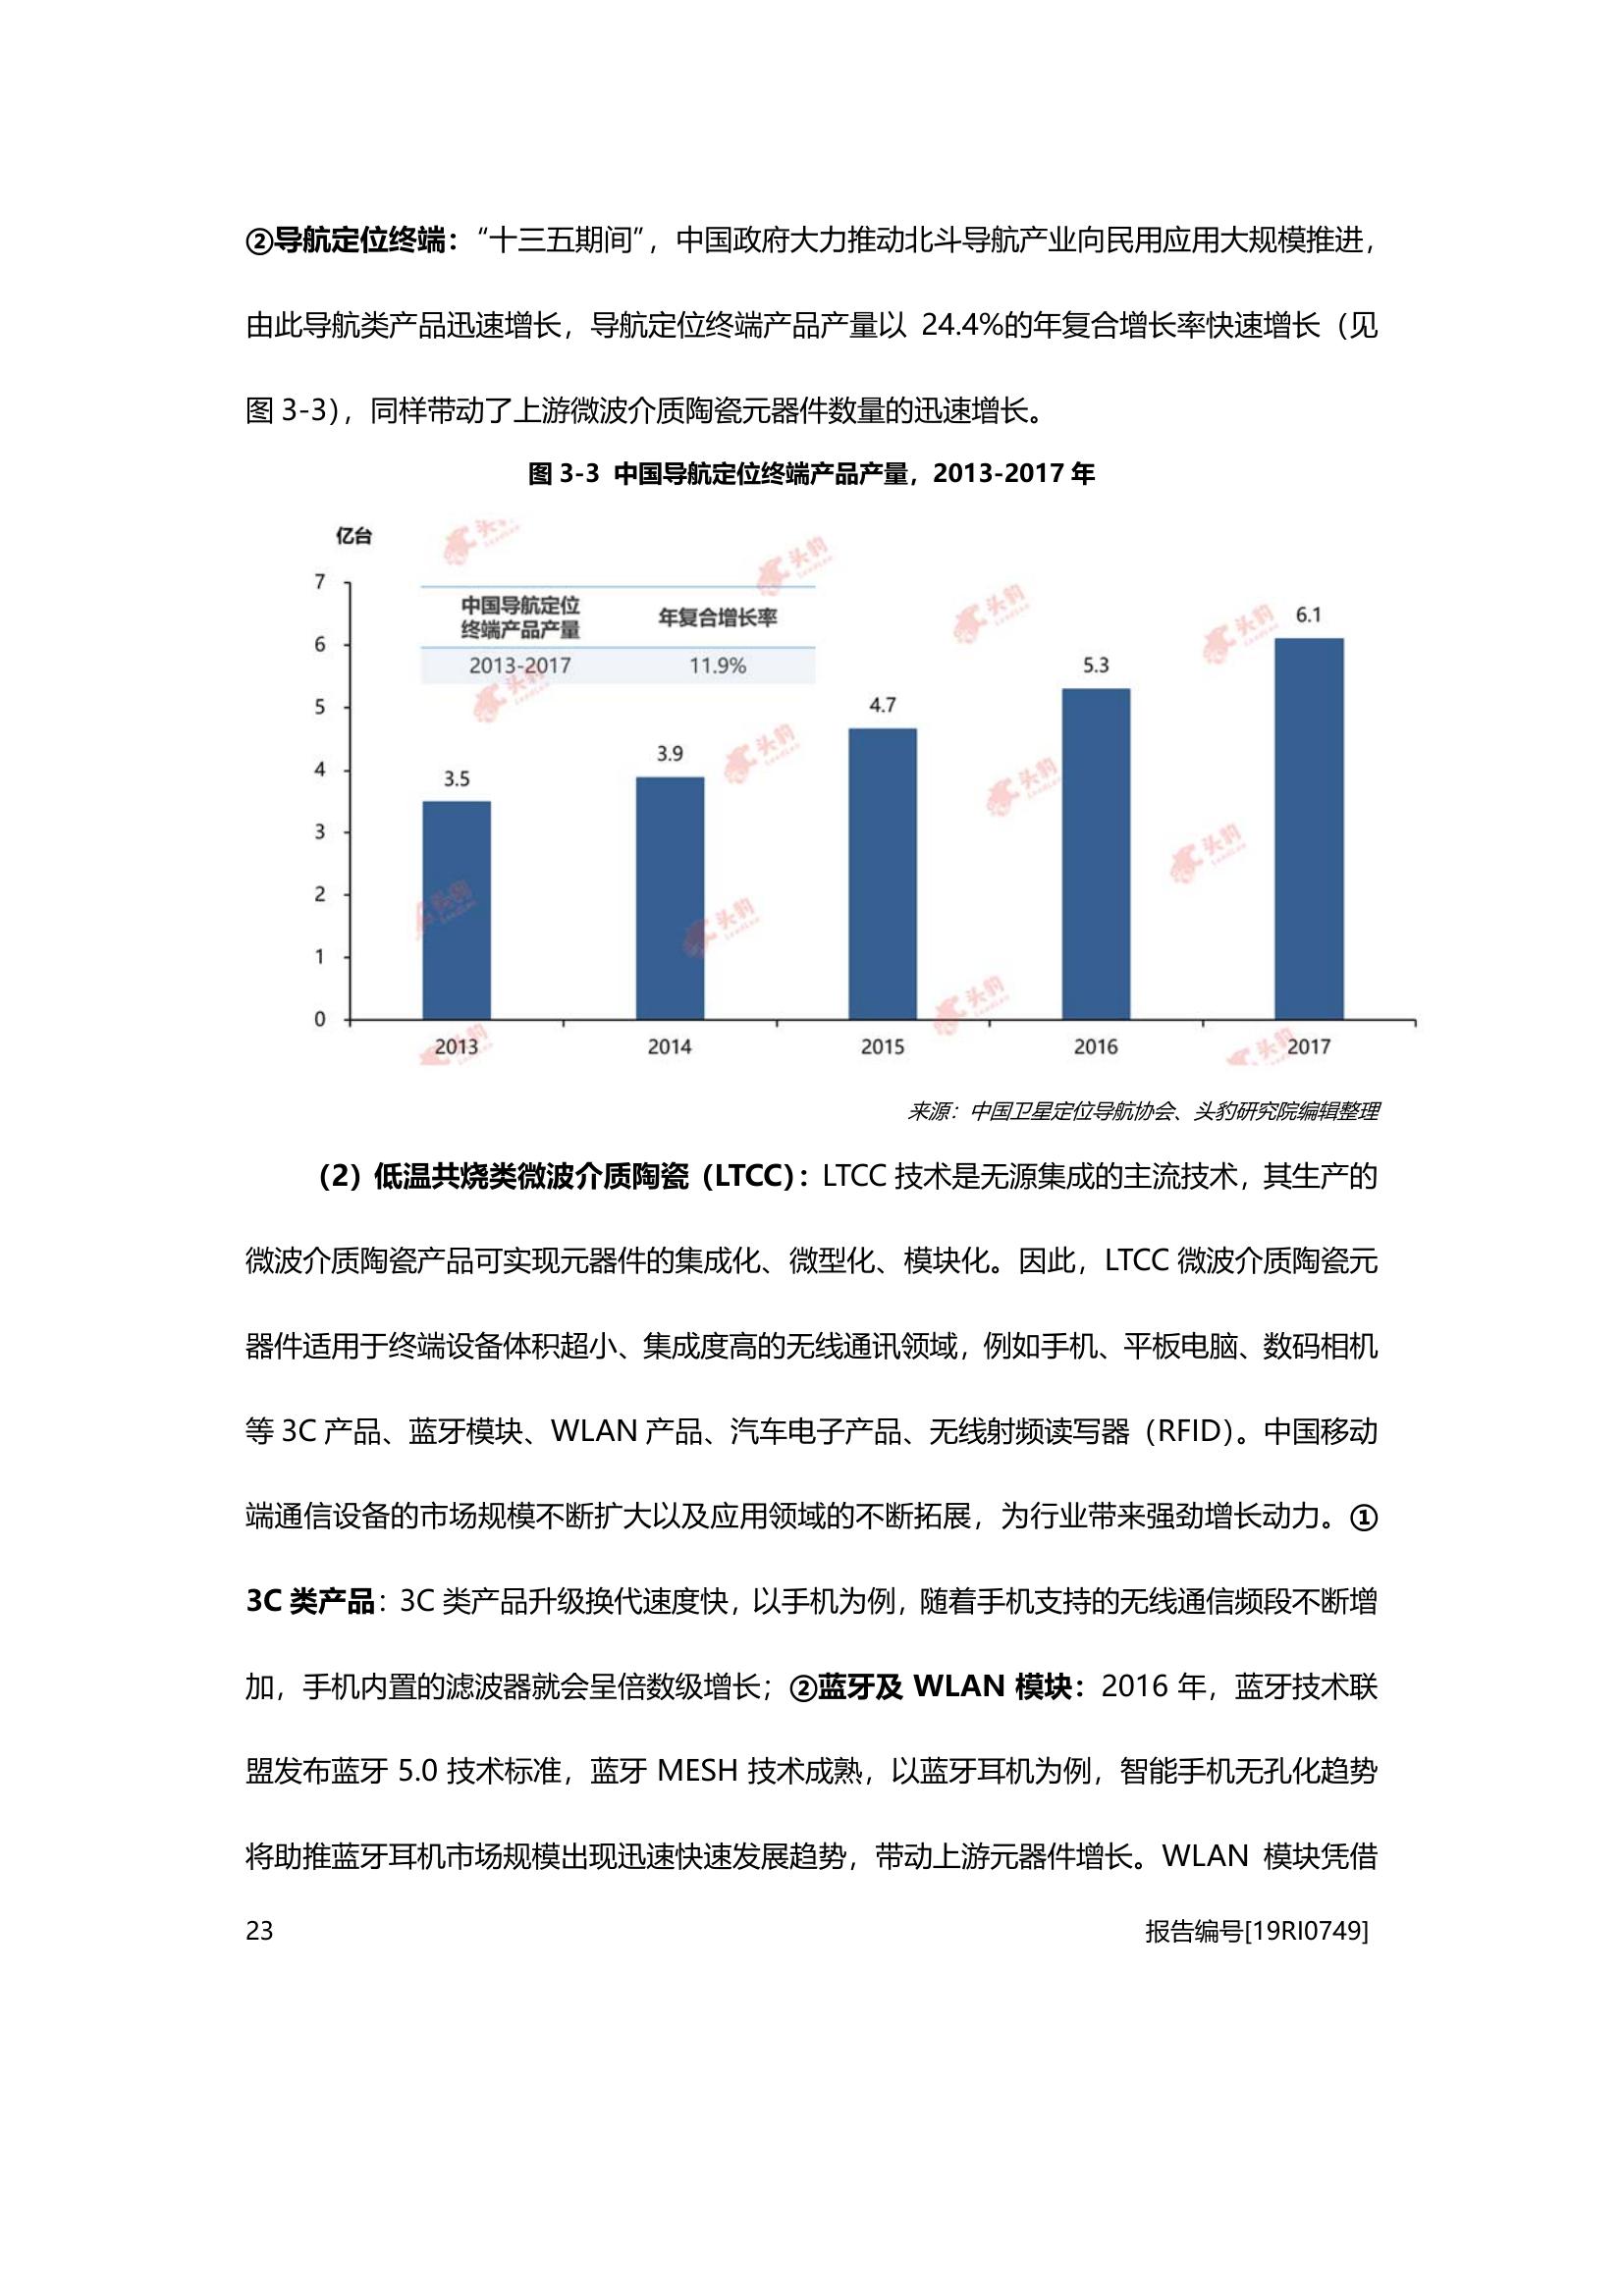 ②导航定位终端：“十三五期间”，中国政府大力推动北斗导航产业向民用应用大规模推进，
由此导航类产品迅速增长，导航定位终端产品产量以 24.4%的年复合增长率快速增长（见
图 3-3），同样带动了上游微波介质陶瓷元器件数量的迅速增长。
图 3-3 中国导航定位终端产品产量，2013-2017 年
亿台
7
6
5
4
3
2
1
0
中国导航定位
终端产品产量
年复合增长率
2013-2017 11.9%
3.5
3.9
4.7
5.3
6.1
2013 2014 2015 2016 2017
头豹
来源：中国卫星定位导航协会、头豹研究院编辑整理
（2）低温共烧类微波介质陶瓷（LTCC）：LTCC 技术是无源集成的主流技术，其生产的
微波介质陶瓷产品可实现元器件的集成化、微型化、模块化。因此，LTCC 微波介质陶瓷元
器件适用于终端设备体积超小、集成度高的无线通讯领域，例如手机、平板电脑、数码相机
等 3C 产品、蓝牙模块、WLAN 产品、汽车电子产品、无线射频读写器（RFID）。中国移动
端通信设备的市场规模不断扩大以及应用领域的不断拓展，为行业带来强劲增长动力。①
3C 类产品：3C 类产品升级换代速度快，以手机为例，随着手机支持的无线通信频段不断增
加，手机内置的滤波器就会呈倍数级增长；②蓝牙及 WLAN 模块：2016 年，蓝牙技术联
盟发布蓝牙 5.0 技术标准，蓝牙 MESH 技术成熟，以蓝牙耳机为例，智能手机无孔化趋势
将助推蓝牙耳机市场规模出现迅速快速发展趋势，带动上游元器件增长。WLAN 模块凭借
23 报告编号[19RI0749]